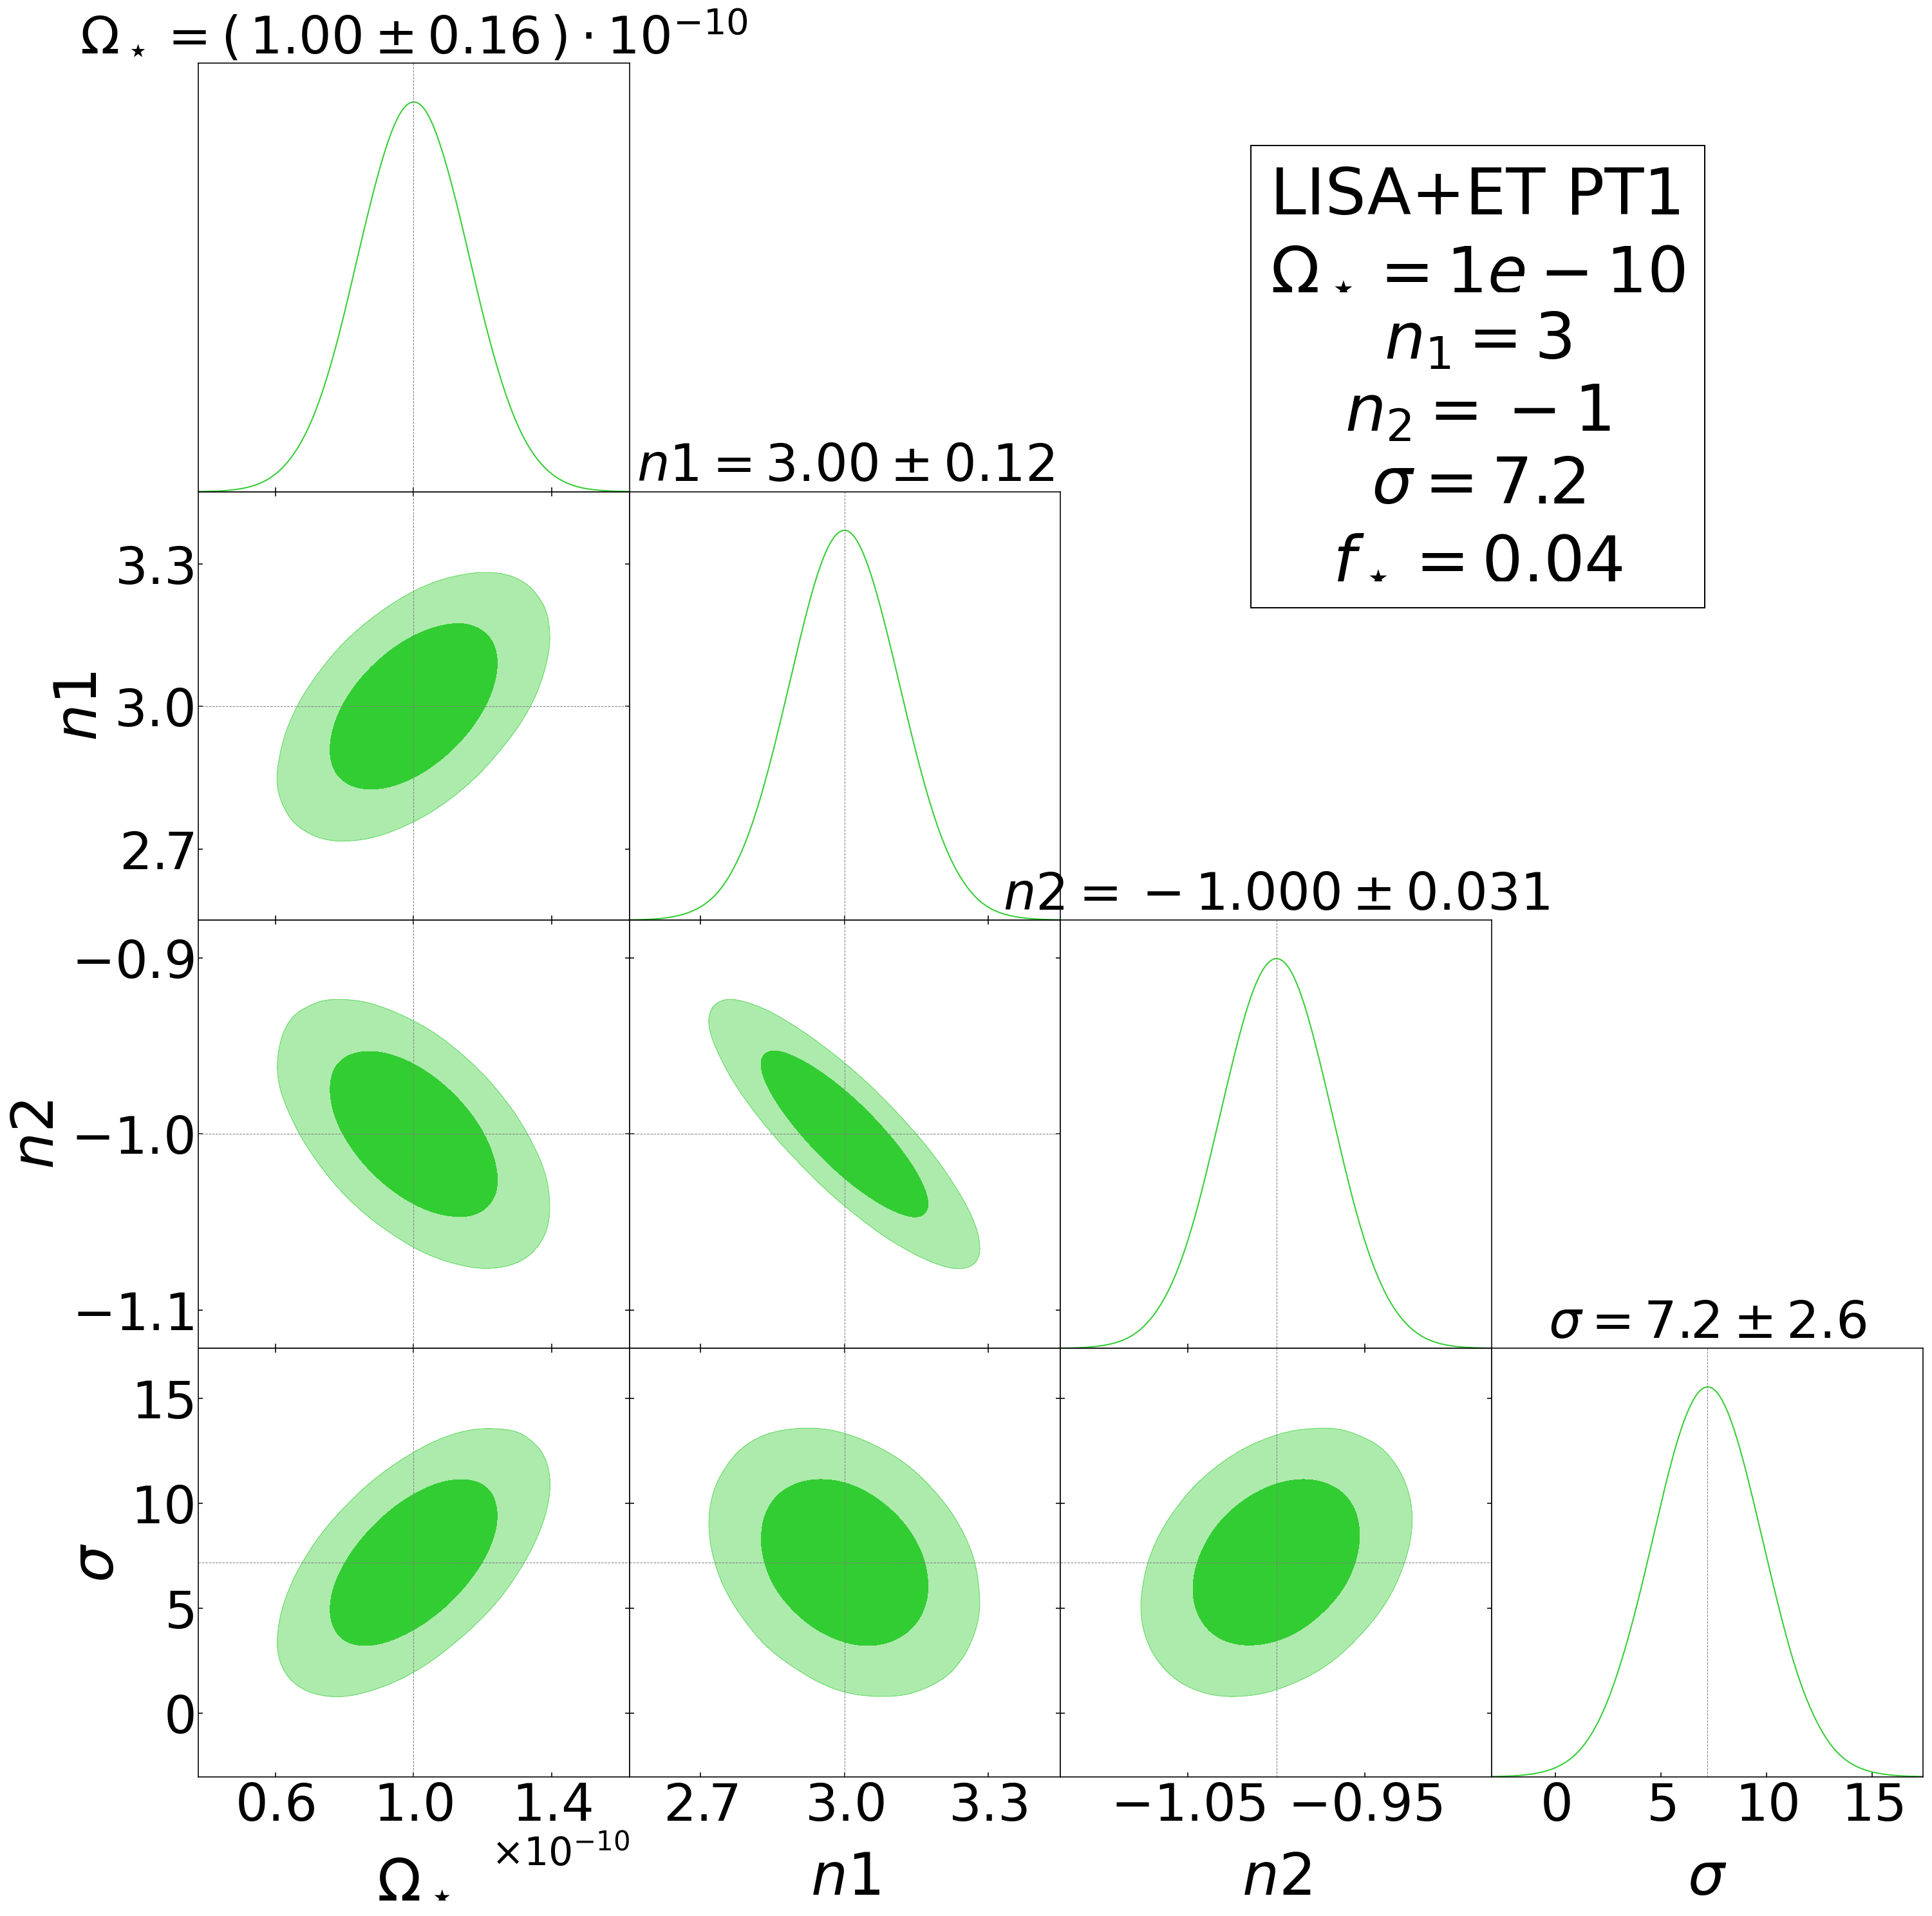 Ω⋆ = ( 1.00 ± 0.16 ) · 10⁻¹⁰
LISA+ET PT1
Ω⋆ = 1e − 10
n₁ = 3
n₂ = −1
σ = 7.2
f⋆ = 0.04
n1 = 3.00 ± 0.12
3.3
3.0
2.7
n1
n2 = −1.000 ± 0.031
−0.9
−1.0
−1.1
n2
σ = 7.2 ± 2.6
15
10
5
0
σ
0.6 1.0 1.4 2.7 3.0 3.3 −1.05 −0.95 0 5 10 15
×10⁻¹⁰
Ω⋆ n1 n2 σ